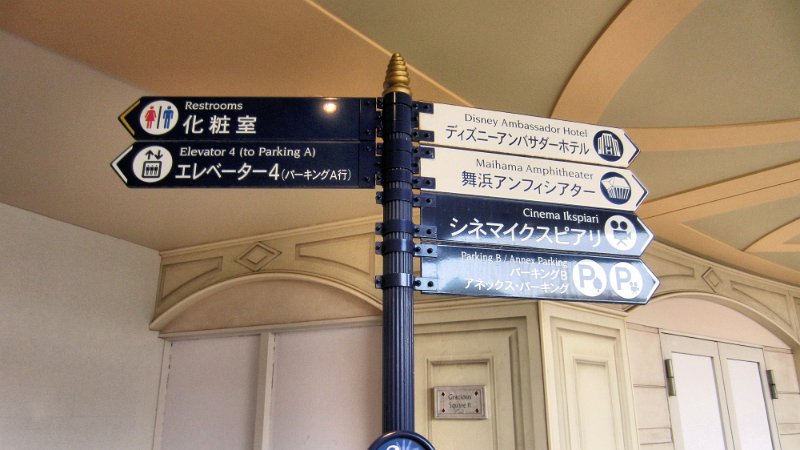 Restrooms
化粧室
Elevator 4 (to Parking A)
エレベーター4(パーキングA行)
Disney Ambassador Hotel
ディズニーアンバサダーホテル
Maihama Amphitheater
舞浜アンフィシアター
Cinema Ikspiari
シネマイクスピアリ
Parking B / Annex Parking
パーキングB
アネックス・パーキング
P P
Gracious
Square